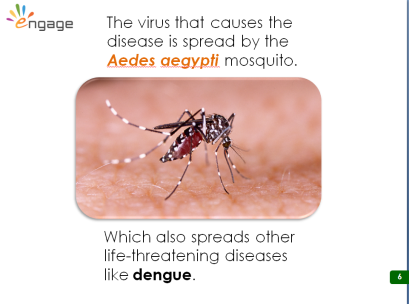 engage
The virus that causes the
disease is spread by the
Aedes aegypti mosquito.
Which also spreads other
life-threatening diseases
like dengue.
6